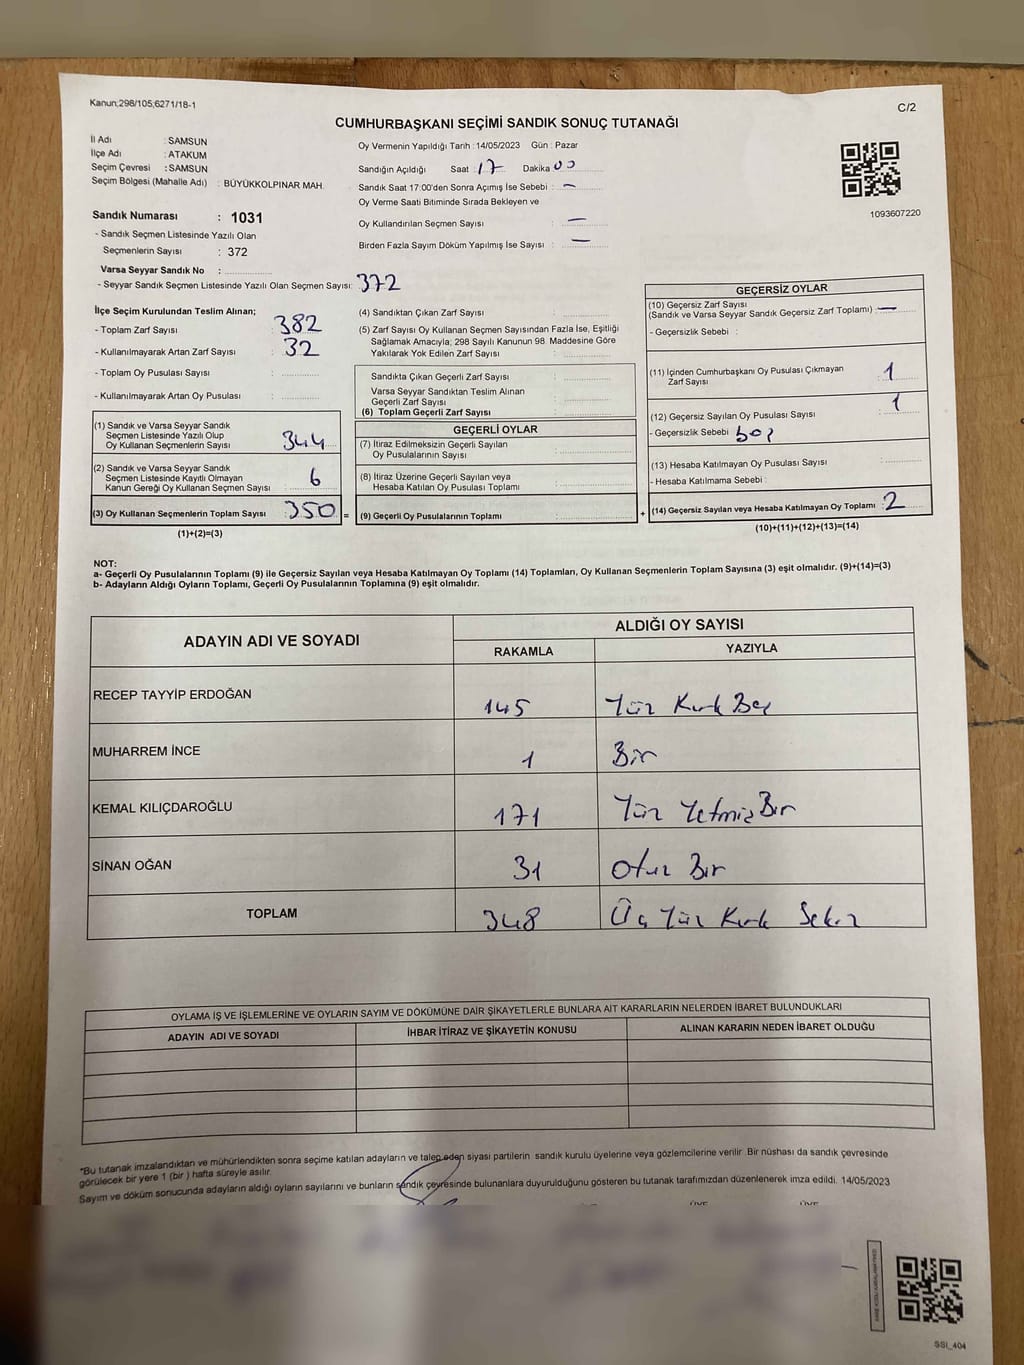 Kanun;298/105;6271/18-1
C/2
CUMHURBAŞKANI SEÇİMİ SANDIK SONUÇ TUTANAĞI
İl Adı : SAMSUN
İlçe Adı : ATAKUM
Seçim Çevresi : SAMSUN
Seçim Bölgesi (Mahalle Adı) : BÜYÜKKOLPINAR MAH.
Sandık Numarası : 1031
- Sandık Seçmen Listesinde Yazılı Olan
Seçmenlerin Sayısı : 372
Varsa Seyyar Sandık No :
- Seyyar Sandık Seçmen Listesinde Yazılı Olan Seçmen Sayısı: 372
Oy Vermenin Yapıldığı Tarih : 14/05/2023 Gün : Pazar
Sandığın Açıldığı Saat : 17 Dakika 00
Sandık Saat 17:00'den Sonra Açımış İse Sebebi : —
Oy Verme Saati Bitiminde Sırada Bekleyen ve
Oy Kullandırılan Seçmen Sayısı : —
Birden Fazla Sayım Döküm Yapılmış İse Sayısı : —
1093607220
İlçe Seçim Kurulundan Teslim Alınan;
- Toplam Zarf Sayısı : 382
- Kullanılmayarak Artan Zarf Sayısı : 32
- Toplam Oy Pusulası Sayısı :
- Kullanılmayarak Artan Oy Pusulası :
(1) Sandık ve Varsa Seyyar Sandık
Seçmen Listesinde Yazılı Olup
Oy Kullanan Seçmenlerin Sayısı : 344
(2) Sandık ve Varsa Seyyar Sandık
Seçmen Listesinde Kayıtlı Olmayan
Kanun Gereği Oy Kullanan Seçmen Sayısı : 6
(3) Oy Kullanan Seçmenlerin Toplam Sayısı : 350 =
(1)+(2)=(3)
(4) Sandıktan Çıkan Zarf Sayısı :
(5) Zarf Sayısı Oy Kullanan Seçmen Sayısından Fazla İse, Eşitliği
Sağlamak Amacıyla; 298 Sayılı Kanunun 98. Maddesine Göre
Yakılarak Yok Edilen Zarf Sayısı :
Sandıkta Çıkan Geçerli Zarf Sayısı :
Varsa Seyyar Sandıktan Teslim Alınan
Geçerli Zarf Sayısı :
(6) Toplam Geçerli Zarf Sayısı :
GEÇERLİ OYLAR
(7) İtiraz Edilmeksizin Geçerli Sayılan
Oy Pusulalarının Sayısı :
(8) İtiraz Üzerine Geçerli Sayılan veya
Hesaba Katılan Oy Pusulası Toplamı :
(9) Geçerli Oy Pusulalarının Toplamı : +
GEÇERSİZ OYLAR
(10) Geçersiz Zarf Sayısı
(Sandık ve Varsa Seyyar Sandık Geçersiz Zarf Toplamı) : —
- Geçersizlik Sebebi :
(11) İçinden Cumhurbaşkanı Oy Pusulası Çıkmayan
Zarf Sayısı : 1
(12) Geçersiz Sayılan Oy Pusulası Sayısı : 1
- Geçersizlik Sebebi : boş
(13) Hesaba Katılmayan Oy Pusulası Sayısı :
- Hesaba Katılmama Sebebi :
(14) Geçersiz Sayılan veya Hesaba Katılmayan Oy Toplamı : 2
(10)+(11)+(12)+(13)=(14)
NOT:
a- Geçerli Oy Pusulalarının Toplamı (9) ile Geçersiz Sayılan veya Hesaba Katılmayan Oy Toplamı (14) Toplamları, Oy Kullanan Seçmenlerin Toplam Sayısına (3) eşit olmalıdır. (9)+(14)=(3)
b- Adayların Aldığı Oyların Toplamı, Geçerli Oy Pusulalarının Toplamına (9) eşit olmalıdır.
ADAYIN ADI VE SOYADI
ALDIĞI OY SAYISI
RAKAMLA YAZIYLA
RECEP TAYYİP ERDOĞAN 145 Yüz Kırk Beş
MUHARREM İNCE 1 Bir
KEMAL KILIÇDAROĞLU 171 Yüz Yetmiş Bir
SİNAN OĞAN 31 Otuz Bir
TOPLAM 348 Üç Yüz Kırk Sekiz
OYLAMA İŞ VE İŞLEMLERİNE VE OYLARIN SAYIM VE DÖKÜMÜNE DAİR ŞİKAYETLERLE BUNLARA AİT KARARLARIN NELERDEN İBARET BULUNDUKLARI
ADAYIN ADI VE SOYADI İHBAR İTİRAZ VE ŞİKAYETİN KONUSU ALINAN KARARIN NEDEN İBARET OLDUĞU
"Bu tutanak imzalandıktan ve mühürlendikten sonra seçime katılan adayların ve talep eden siyasi partilerin sandık kurulu üyelerine veya gözlemcilerine verilir. Bir nüshası da sandık çevresinde
görülecek bir yere 1 (bir ) hafta süreyle asılır.
Sayım ve döküm sonucunda adayların aldığı oyların sayılarını ve bunların sandık çevresinde bulunanlara duyurulduğunu gösteren bu tutanak tarafımızdan düzenlenerek imza edildi. 14/05/2023
ÜYE ÜYE
SSI_404